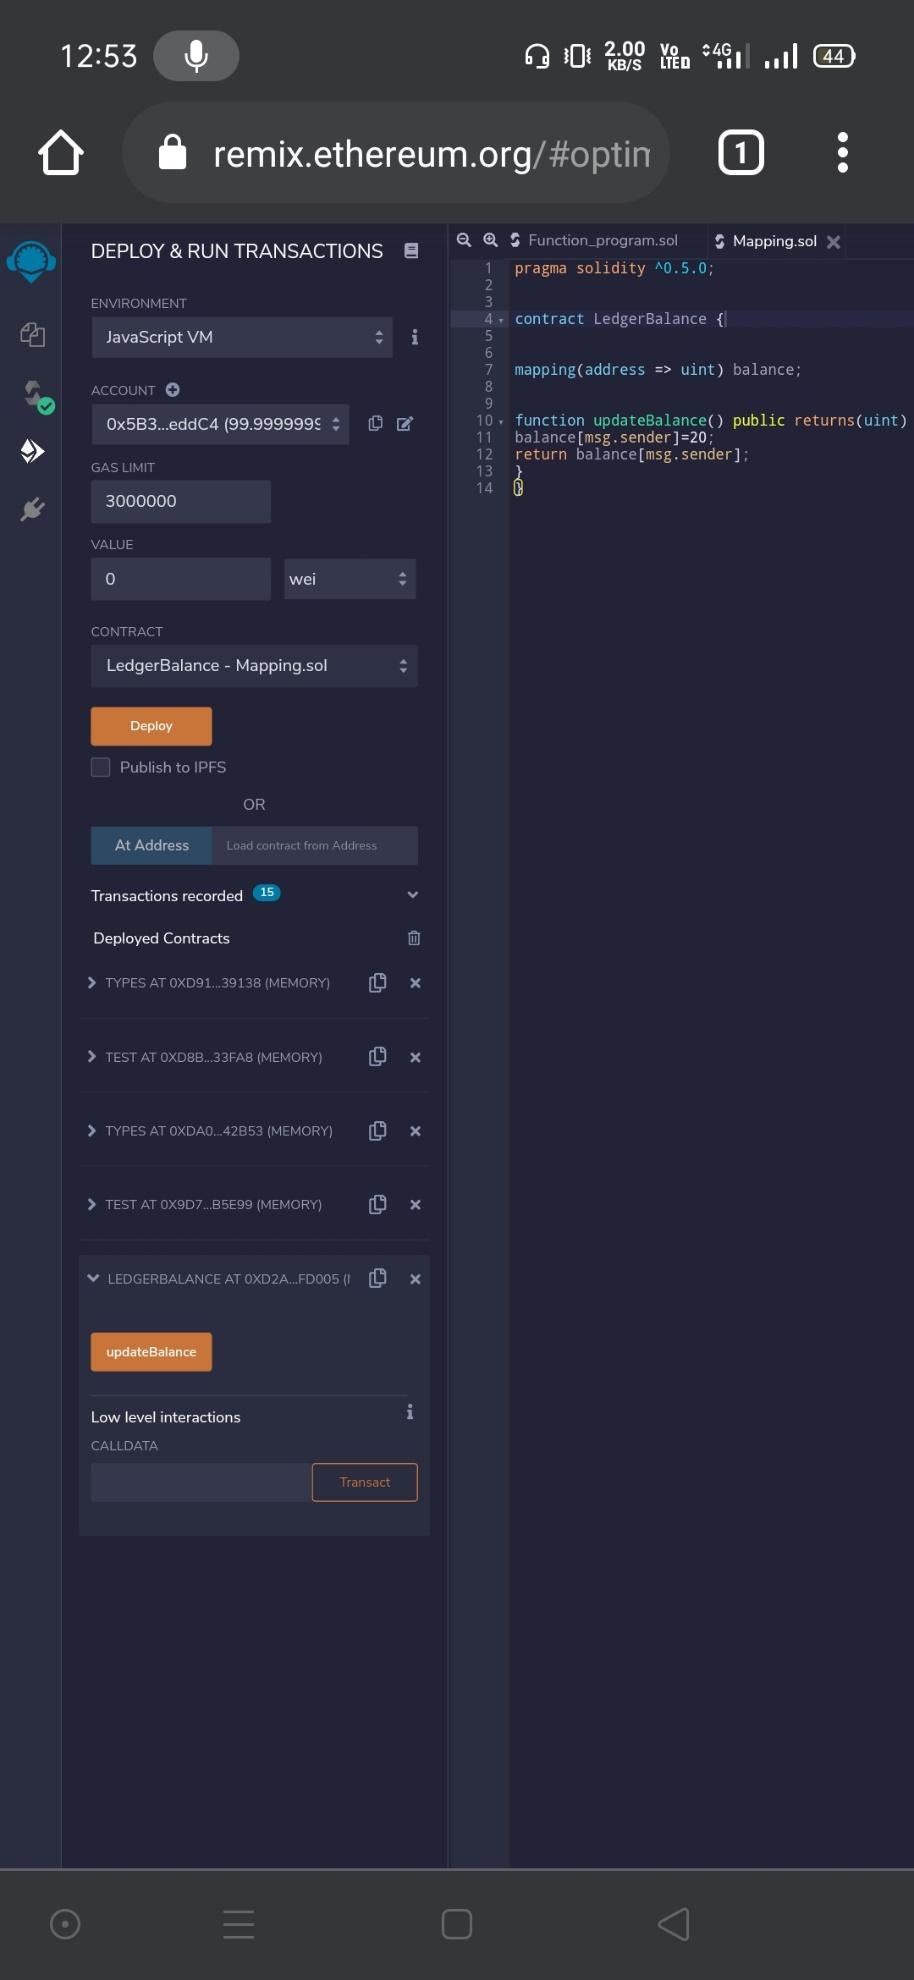 12:53
2.00 KB/S
Vo LTE
4G
44
remix.ethereum.org/#optim
1
DEPLOY & RUN TRANSACTIONS
ENVIRONMENT
JavaScript VM
ACCOUNT
0x5B3...eddC4 (99.9999999
GAS LIMIT
3000000
VALUE
0
wei
CONTRACT
LedgerBalance - Mapping.sol
Deploy
Publish to IPFS
OR
At Address
Load contract from Address
Transactions recorded 15
Deployed Contracts
TYPES AT 0XD91...39138 (MEMORY)
TEST AT 0XD8B...33FA8 (MEMORY)
TYPES AT 0XDA0...42B53 (MEMORY)
TEST AT 0X9D7...B5E99 (MEMORY)
LEDGERBALANCE AT 0XD2A...FD005 (
updateBalance
Low level interactions
CALLDATA
Transact
Function_program.sol
Mapping.sol
1 pragma solidity ^0.5.0;
2
3
4 contract LedgerBalance {
5
6
7 mapping(address => uint) balance;
8
9
10 function updateBalance() public returns(uint)
11 balance[msg.sender]=20;
12 return balance[msg.sender];
13 }
14 }